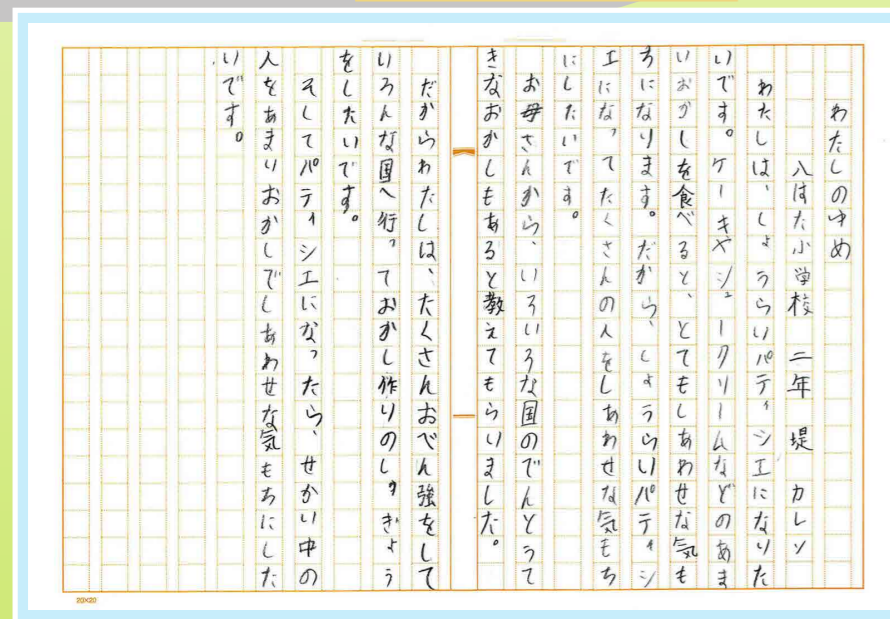 わたしのゆめ
八はた小学校 二年 堤 カレン
わたしは、しょうらいパティシエになりた
いです。ケーキやシュークリームなどのあま
いおかしを食べると、とてもしあわせな気も
ちになります。だから、しょうらいパティシ
エになってたくさんの人をしあわせな気もち
にしたいです。
お母さんから、いろいろな国のでんとうて
きなおかしもあると教えてもらいました。
だからわたしは、たくさんおべん強をして
いろんな国へ行っておかし作りのしゅぎょう
をしたいです。
そしてパティシエになったら、せかい中の
人をあまいおかしでしあわせな気もちにした
いです。
20×20